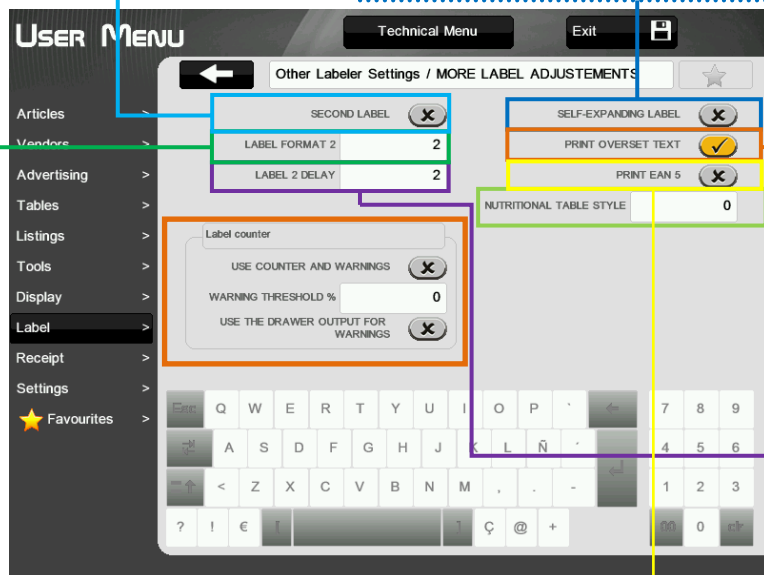 USER MENU
Technical Menu
Exit
Other Labeler Settings / MORE LABEL ADJUSTEMENTS
Articles >
Vendors >
Advertising >
Tables >
Listings >
Tools >
Display >
Label >
Receipt >
Settings >
Favourites >
SECOND LABEL
LABEL FORMAT 2 2
LABEL 2 DELAY 2
SELF-EXPANDING LABEL
PRINT OVERSET TEXT
PRINT EAN 5
NUTRITIONAL TABLE STYLE 0
Label counter
USE COUNTER AND WARNINGS
WARNING THRESHOLD % 0
USE THE DRAWER OUTPUT FOR
WARNINGS
Esc Q W E R T Y U I O P ` 7 8 9
A S D F G H J K L Ñ ´ 4 5 6
< Z X C V B N M , . - 1 2 3
? ! € [ ] Ç @ + 00 0 clr